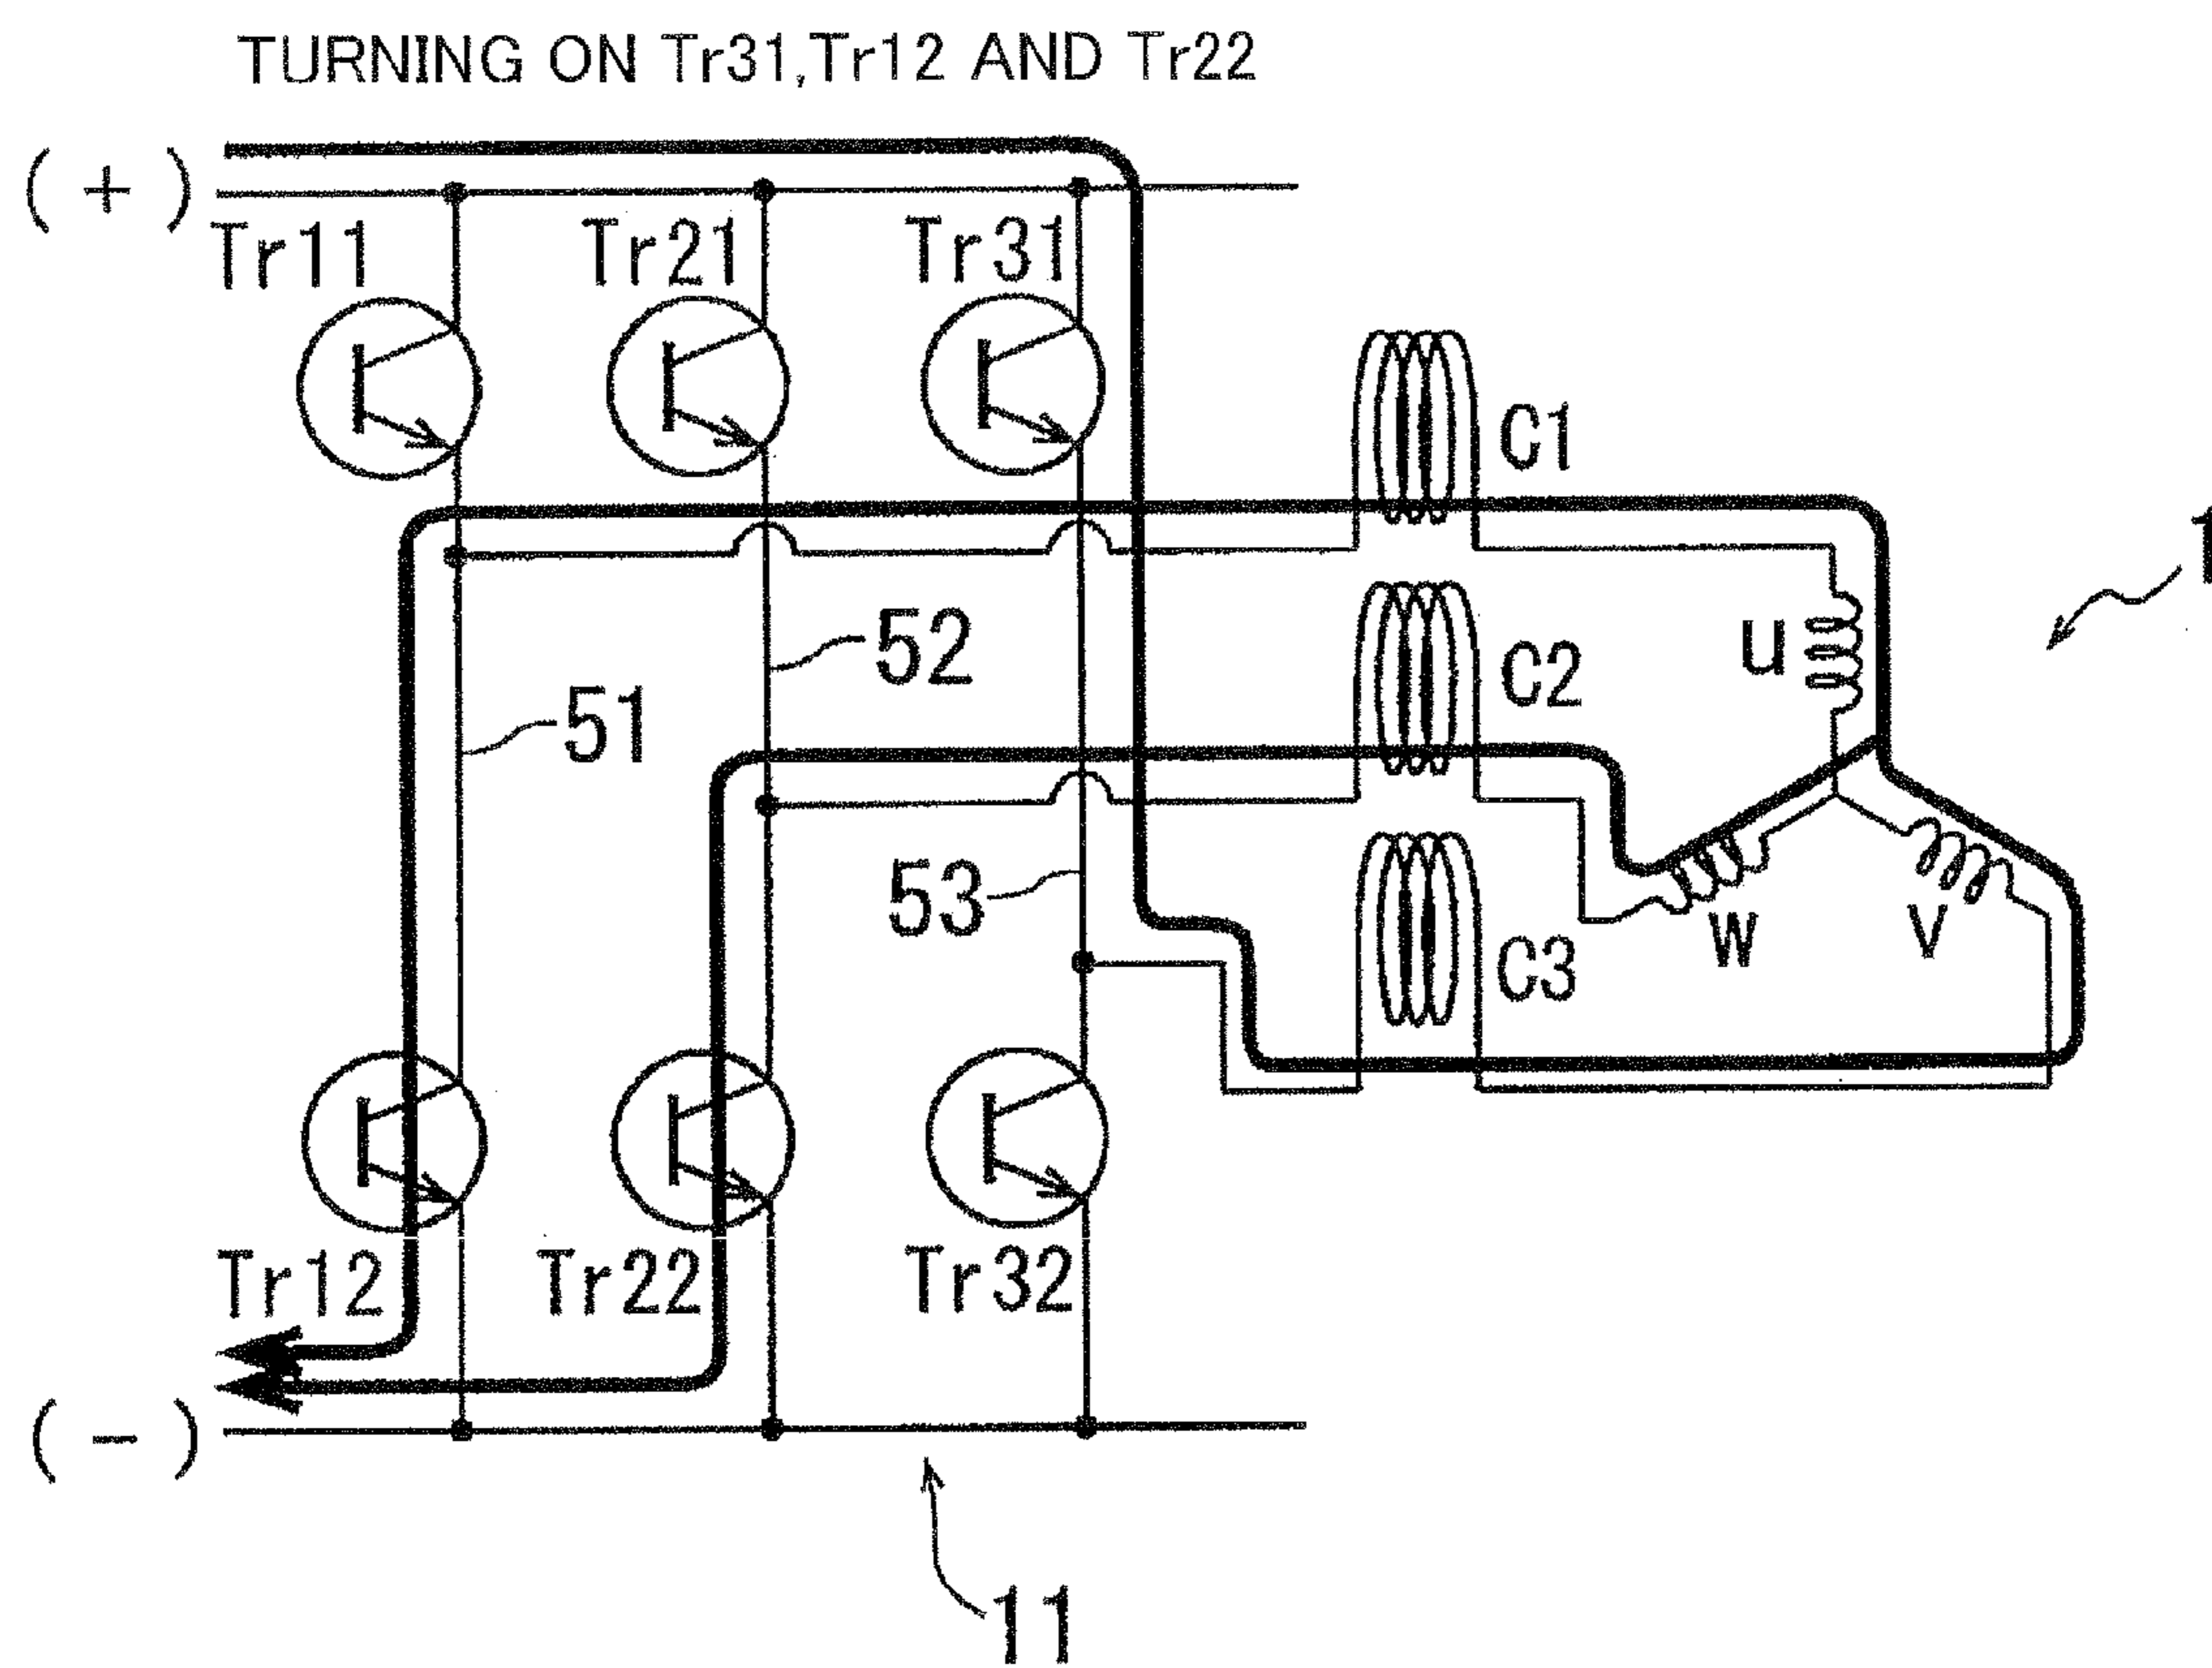 TURNING ON Tr31,Tr12 AND Tr22
(+)
Tr11
Tr21
Tr31
C1
1
52
u
C2
51
53
W
V
C3
Tr12
Tr22
Tr32
(-)
11